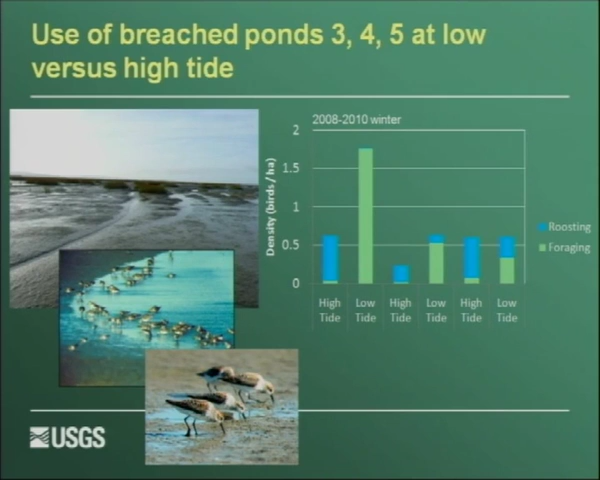 Use of breached ponds 3, 4, 5 at low
versus high tide
2008-2010 winter
Density (birds / ha)
2
1.5
1
0.5
0
High Tide
Low Tide
High Tide
Low Tide
High Tide
Low Tide
Roosting
Foraging
USGS